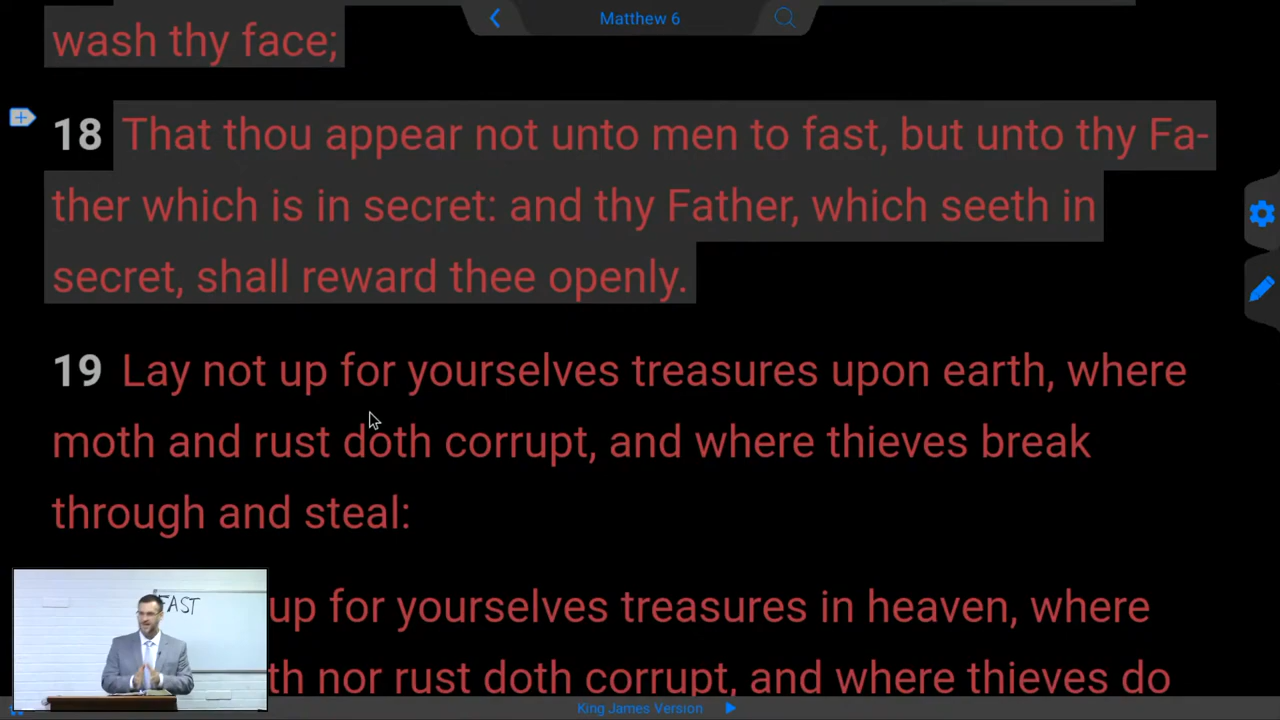 Matthew 6
wash thy face;
18 That thou appear not unto men to fast, but unto thy Fa-
ther which is in secret: and thy Father, which seeth in
secret, shall reward thee openly.
19 Lay not up for yourselves treasures upon earth, where
moth and rust doth corrupt, and where thieves break
through and steal:
up for yourselves treasures in heaven, where
th nor rust doth corrupt, and where thieves do
FAST
King James Version